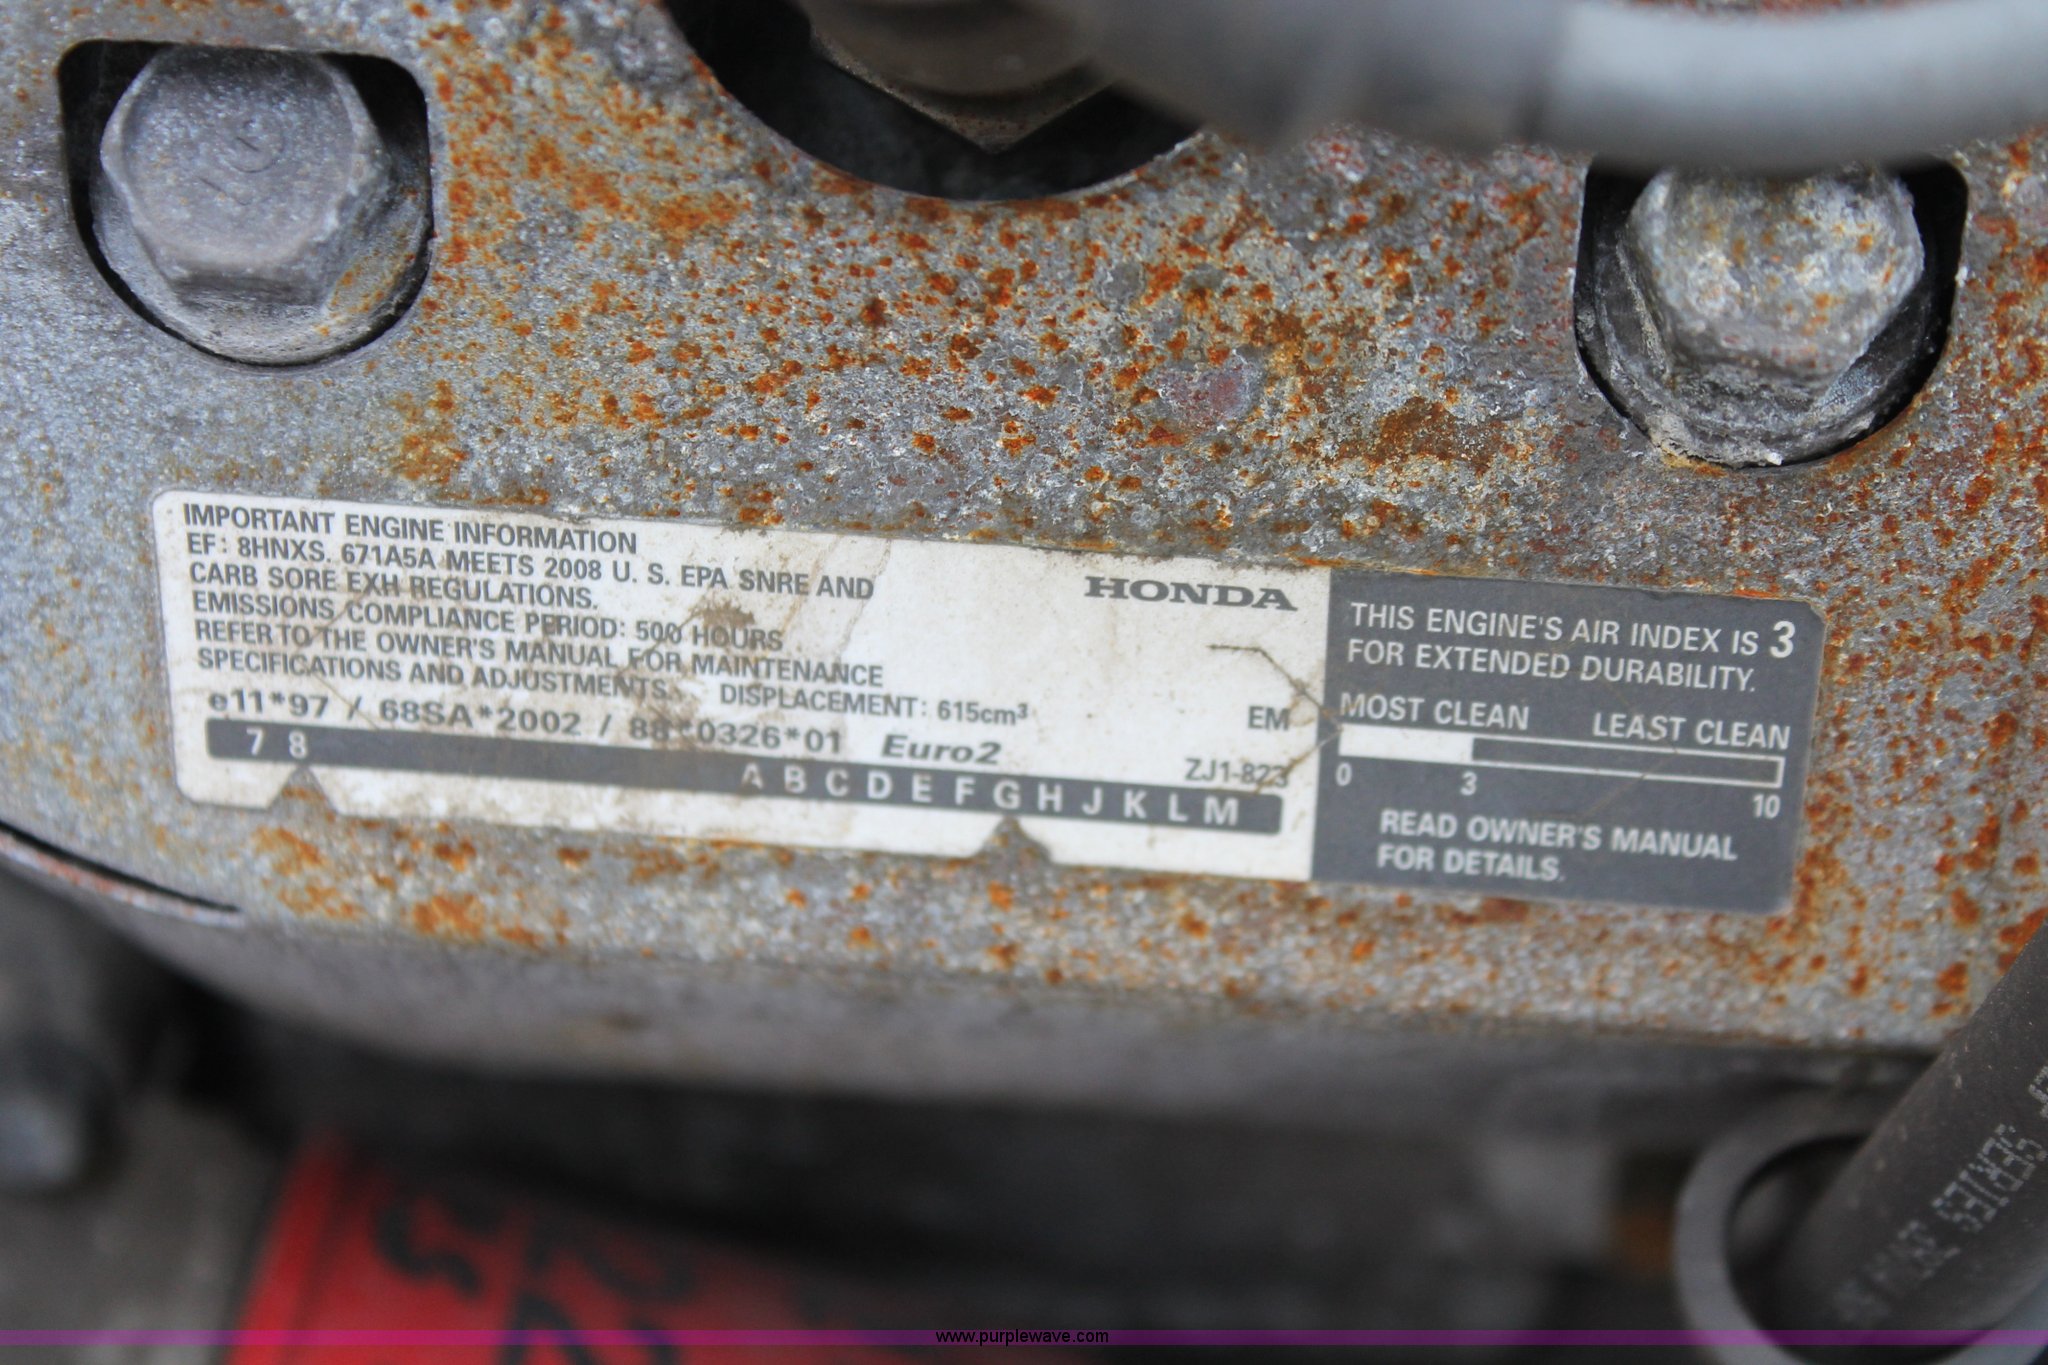 IMPORTANT ENGINE INFORMATION
EF: 8HNXS. 671A5A MEETS 2008 U. S. EPA SNRE AND
CARB SORE EXH REGULATIONS.
EMISSIONS COMPLIANCE PERIOD: 500 HOURS
REFER TO THE OWNER'S MANUAL FOR MAINTENANCE
SPECIFICATIONS AND ADJUSTMENTS. DISPLACEMENT: 615cm³
e11*97 / 68SA*2002 / 88*0326*01 Euro2
7 8
A B C D E F G H J K L M
HONDA
EM
ZJ1-823
THIS ENGINE'S AIR INDEX IS 3
FOR EXTENDED DURABILITY.
MOST CLEAN LEAST CLEAN
0 3 10
READ OWNER'S MANUAL
FOR DETAILS.
SERIES
www.purplewave.com